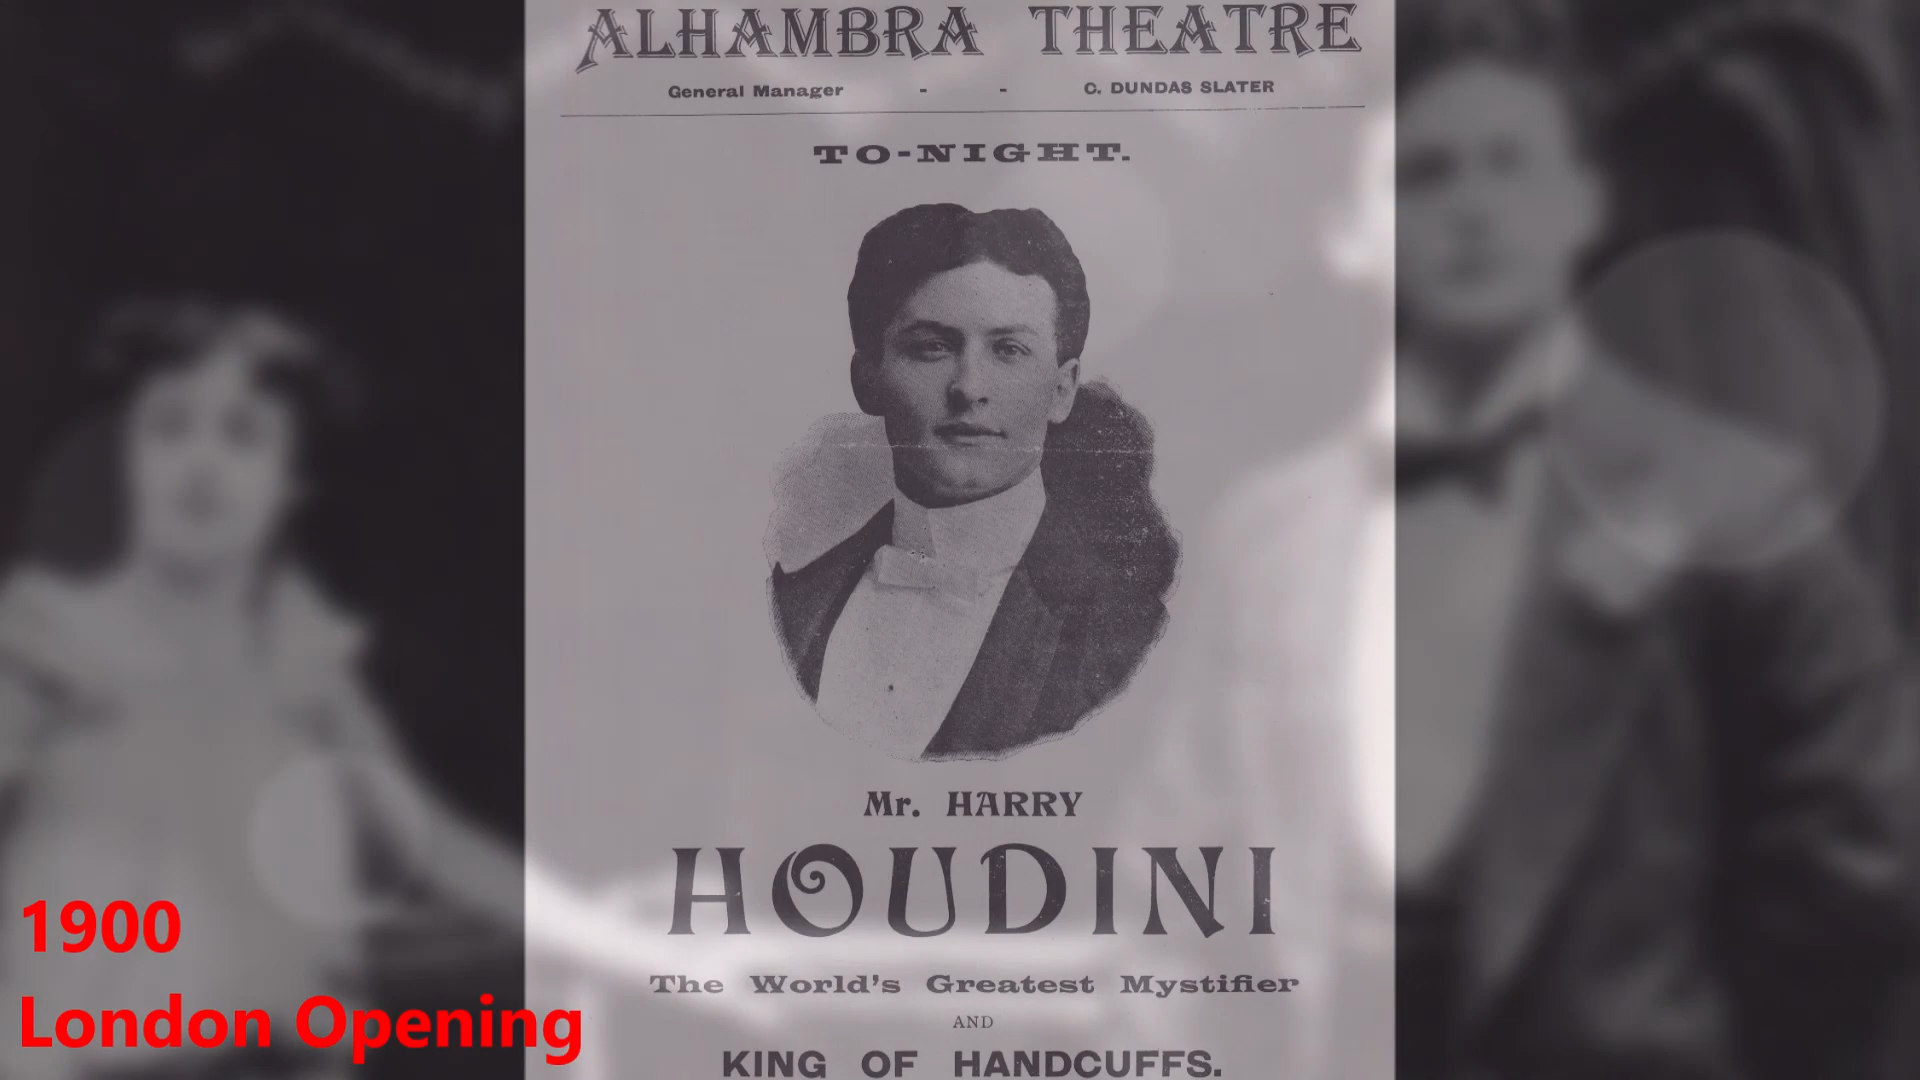 ALHAMBRA THEATRE
General Manager - - C. DUNDAS SLATER
TO-NIGHT.
Mr. HARRY
HOUDINI
The World's Greatest Mystifier
AND
KING OF HANDCUFFS.
1900
London Opening